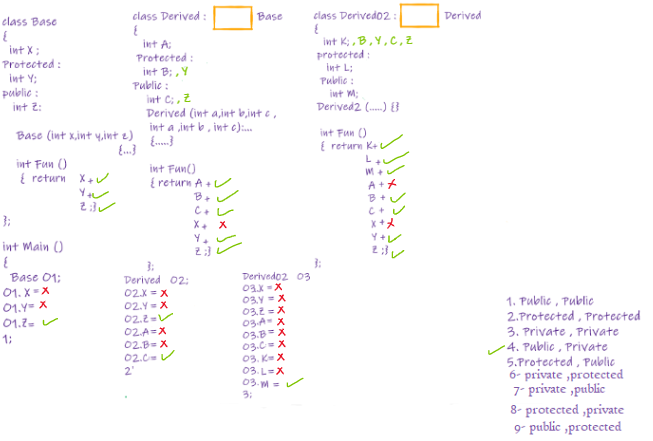 class Base
{
int X ;
Protected :
int Y;
public :
int Z:
Base (int x,int y,int z)
{...}
int Fun ()
{ return X +
Y +
Z ;}
};
int Main ()
{
Base O1;
O1. X =
O1.Y=
O1.Z=
1;
class Derived : Base
{
int A;
Protected :
int B; , Y
Public :
int C; , Z
Derived (int a,int b,int c ,
int a ,int b , int c):...
{.....}
int Fun()
{ return A +
B +
C +
X +
Y +
Z ;}
};
Derived O2;
O2.X =
O2.Y =
O2.Z=
O2.A=
O2.B=
O2.C=
2'
class Derived02 : Derived
{
int K; , B , Y , C , Z
protected :
int L;
Public :
int M;
Derived2 (.....) {}
int Fun ()
{ return K+
L +
M +
A +
B +
C +
X +
Y +
Z ;}
};
Derived02 O3
O3.X =
O3.Y =
O3.Z =
O3.A=
O3.B=
O3.C=
O3. K=
O3.L=
O3. M =
3;
1. Public , Public
2.Protected , Protected
3. Private , Private
4. Public , Private
5.Protected , Public
6- private ,protected
7- private ,public
8- protected ,private
9- public ,protected